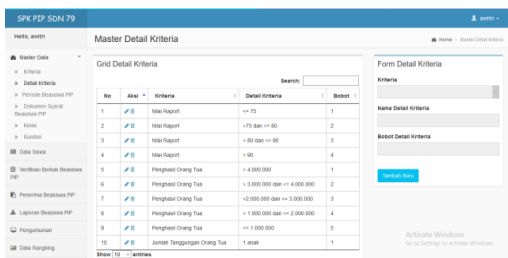 SPK PIP SDN 79
awitri
Hello, awitri
Master Detail Kriteria
Home
Master Detail Kriteria
Master Data
Kriteria
Detail Kriteria
Periode Beasiswa PIP
Dokumen Syarat Beasiswa PIP
Kelas
Rombel
Data Siswa
Verifikasi Berkas Beasiswa PIP
Penerima Beasiswa PIP
Laporan Beasiswa PIP
Pengumuman
Data Rangking
Grid Detail Kriteria
Search:
No Aksi Kriteria Detail Kriteria Bobot
1 Nilai Raport <= 75 1
2 Nilai Raport >75 dan <= 80 2
3 Nilai Raport > 80 dan <= 90 3
4 Nilai Raport > 90 4
5 Penghasil Orang Tua > 4.000.000 1
6 Penghasil Orang Tua > 3.000.000 dan <= 4.000.000 2
7 Penghasil Orang Tua >2.000.000 dan <= 3.000.000 3
8 Penghasil Orang Tua > 1.000.000 dan <= 2.000.000 4
9 Penghasil Orang Tua <= 1.000.000 5
10 Jumlah Tanggungan Orang Tua 1 anak 1
Show 10 entries
Form Detail Kriteria
Kriteria
Nama Detail Kriteria
Bobot Detail Kriteria
Tambah Baru
Activate Windows
Go to Settings to activate Windows.